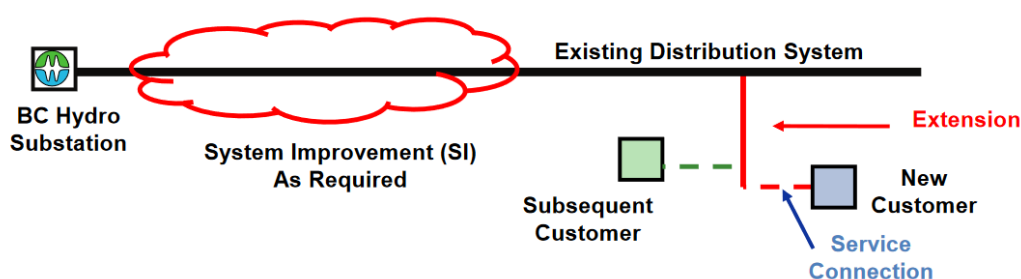 Existing Distribution System
BC Hydro
Substation
System Improvement (SI)
As Required
Extension
Subsequent
Customer
New
Customer
Service
Connection